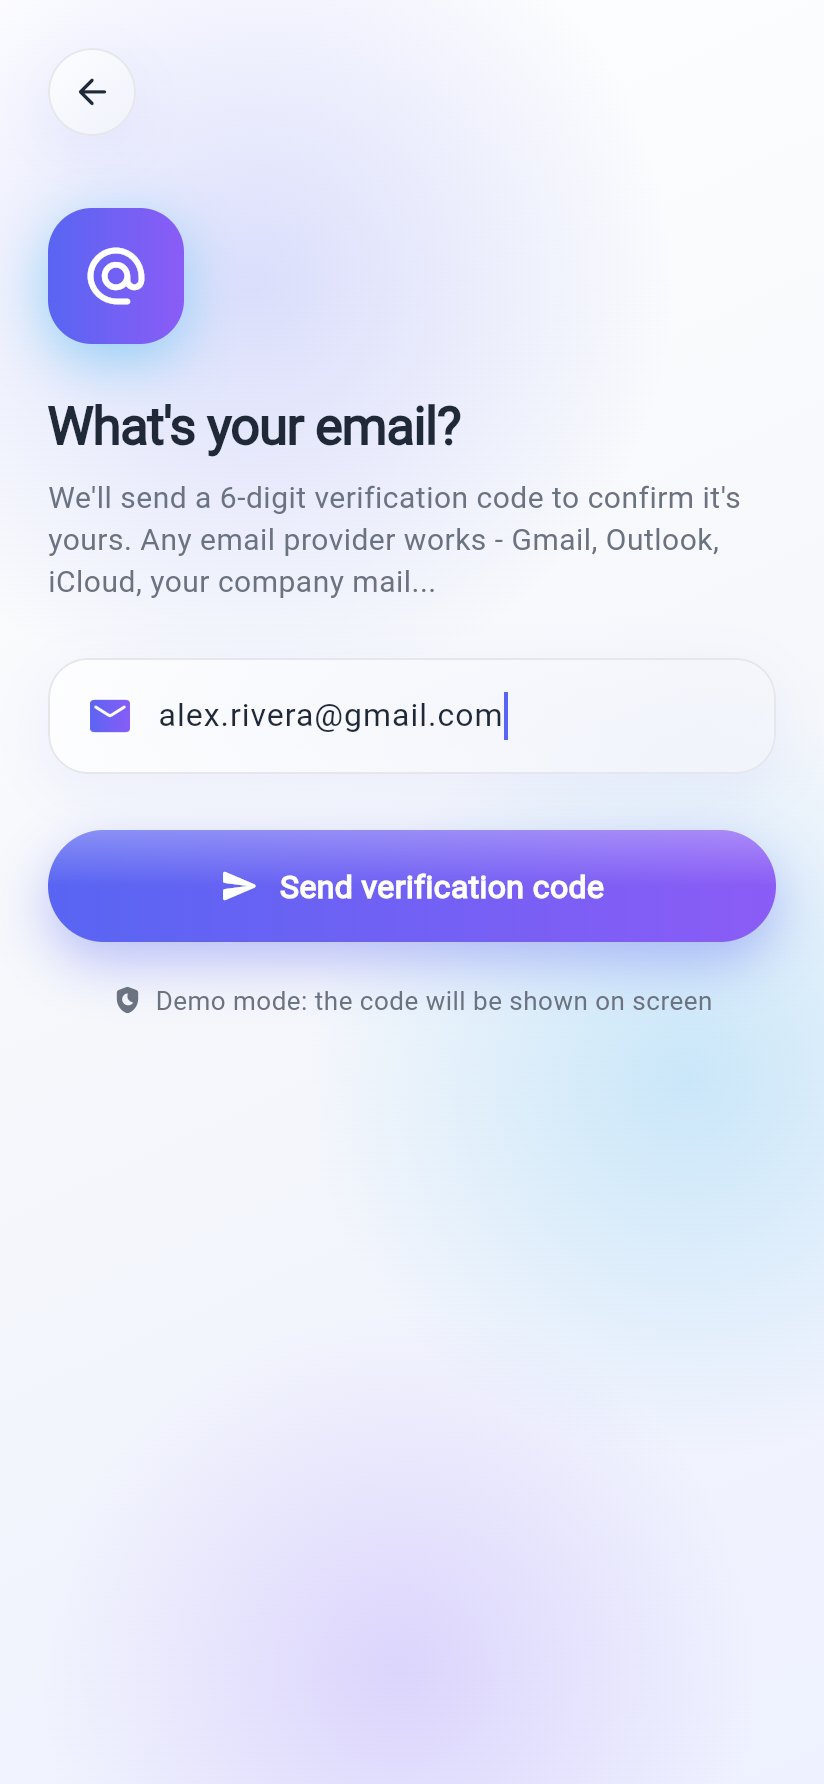 What's your email?
We'll send a 6-digit verification code to confirm it's
yours. Any email provider works - Gmail, Outlook,
iCloud, your company mail...
alex.rivera@gmail.com
Send verification code
Demo mode: the code will be shown on screen